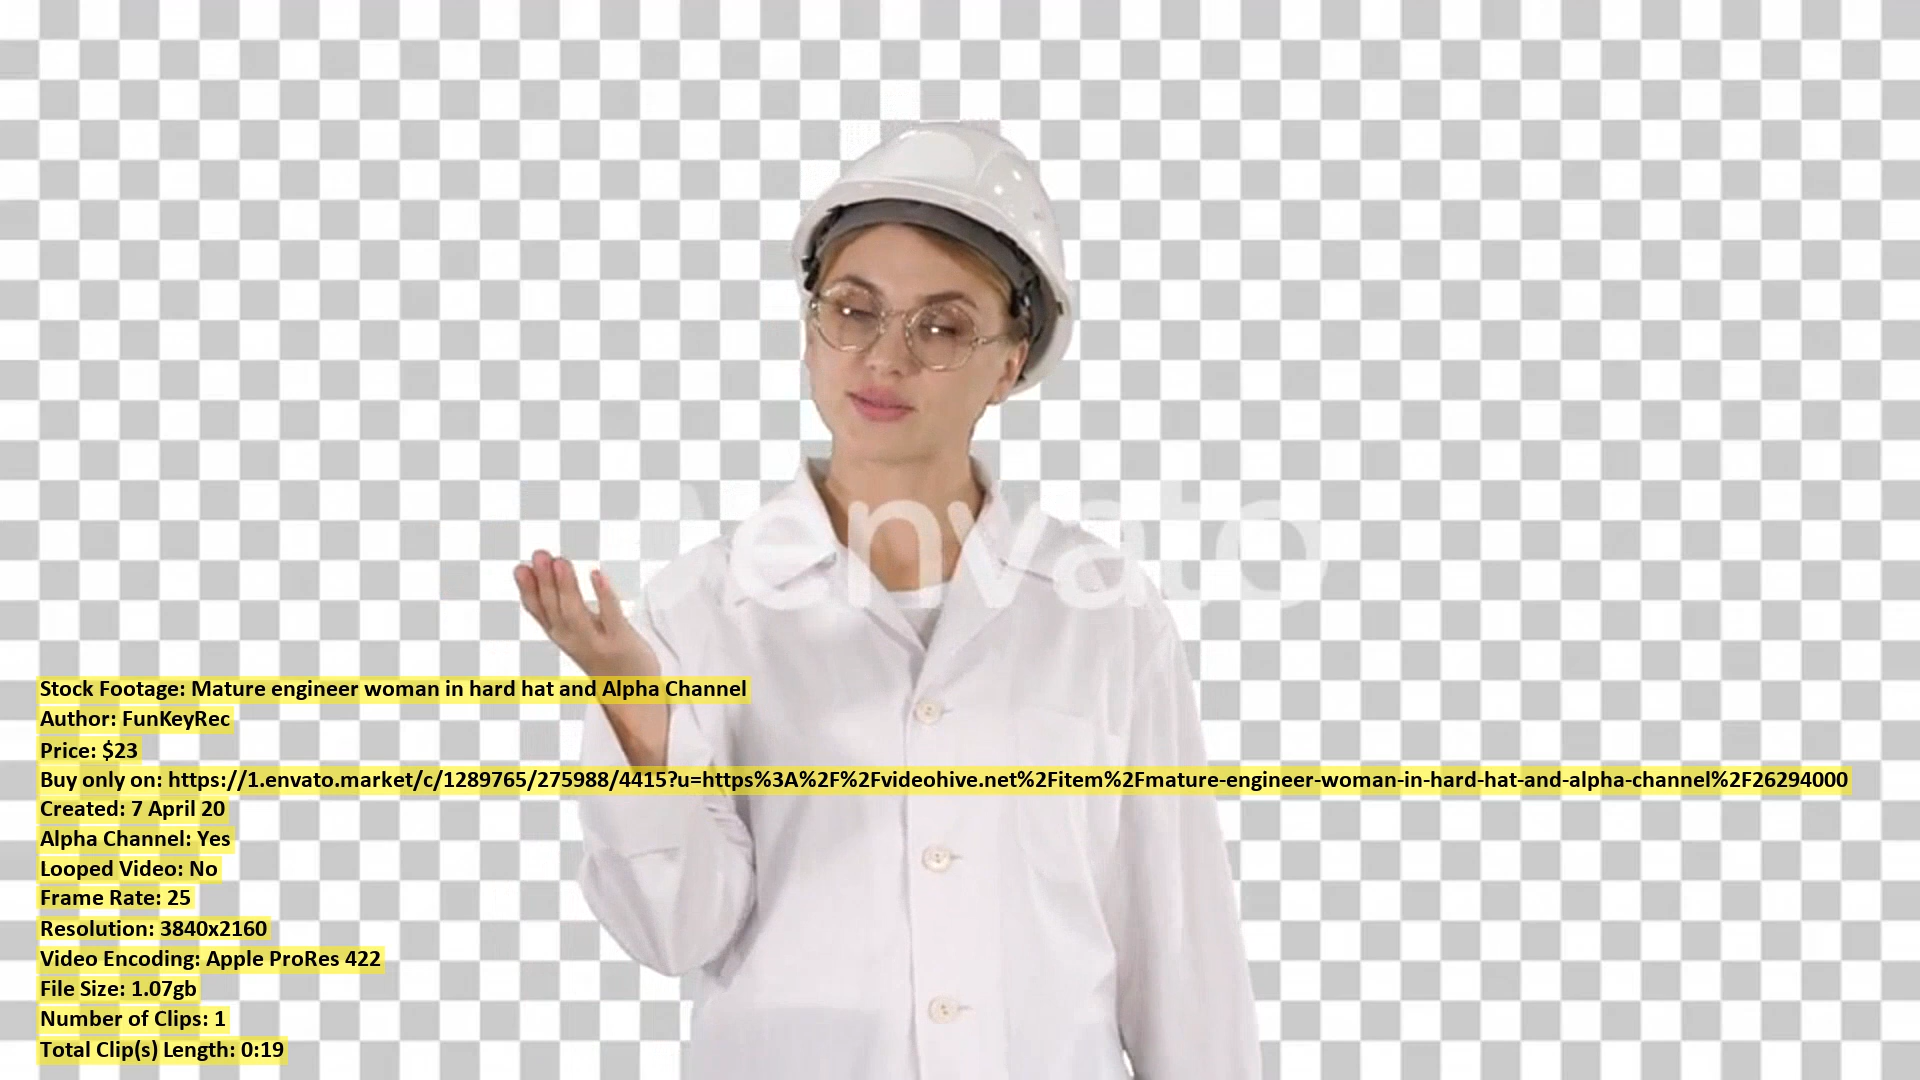 envato
Stock Footage: Mature engineer woman in hard hat and Alpha Channel
Author: FunKeyRec
Price: $23
Buy only on: https://1.envato.market/c/1289765/275988/4415?u=https%3A%2F%2Fvideohive.net%2Fitem%2Fmature-engineer-woman-in-hard-hat-and-alpha-channel%2F26294000
Created: 7 April 20
Alpha Channel: Yes
Looped Video: No
Frame Rate: 25
Resolution: 3840x2160
Video Encoding: Apple ProRes 422
File Size: 1.07gb
Number of Clips: 1
Total Clip(s) Length: 0:19